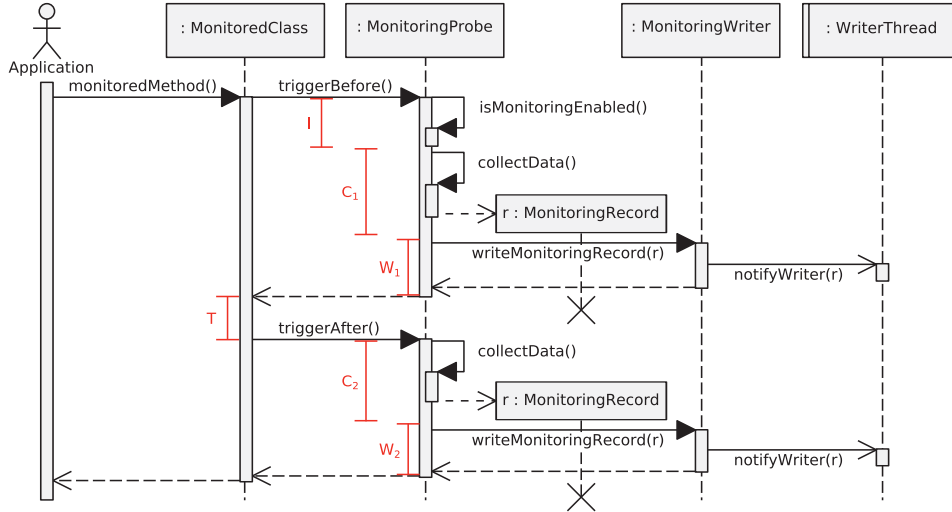 : MonitoredClass
: MonitoringProbe
: MonitoringWriter
: WriterThread
Application
monitoredMethod()
triggerBefore()
isMonitoringEnabled()
I
collectData()
C₁
r : MonitoringRecord
writeMonitoringRecord(r)
W₁
notifyWriter(r)
T
triggerAfter()
collectData()
C₂
r : MonitoringRecord
writeMonitoringRecord(r)
W₂
notifyWriter(r)